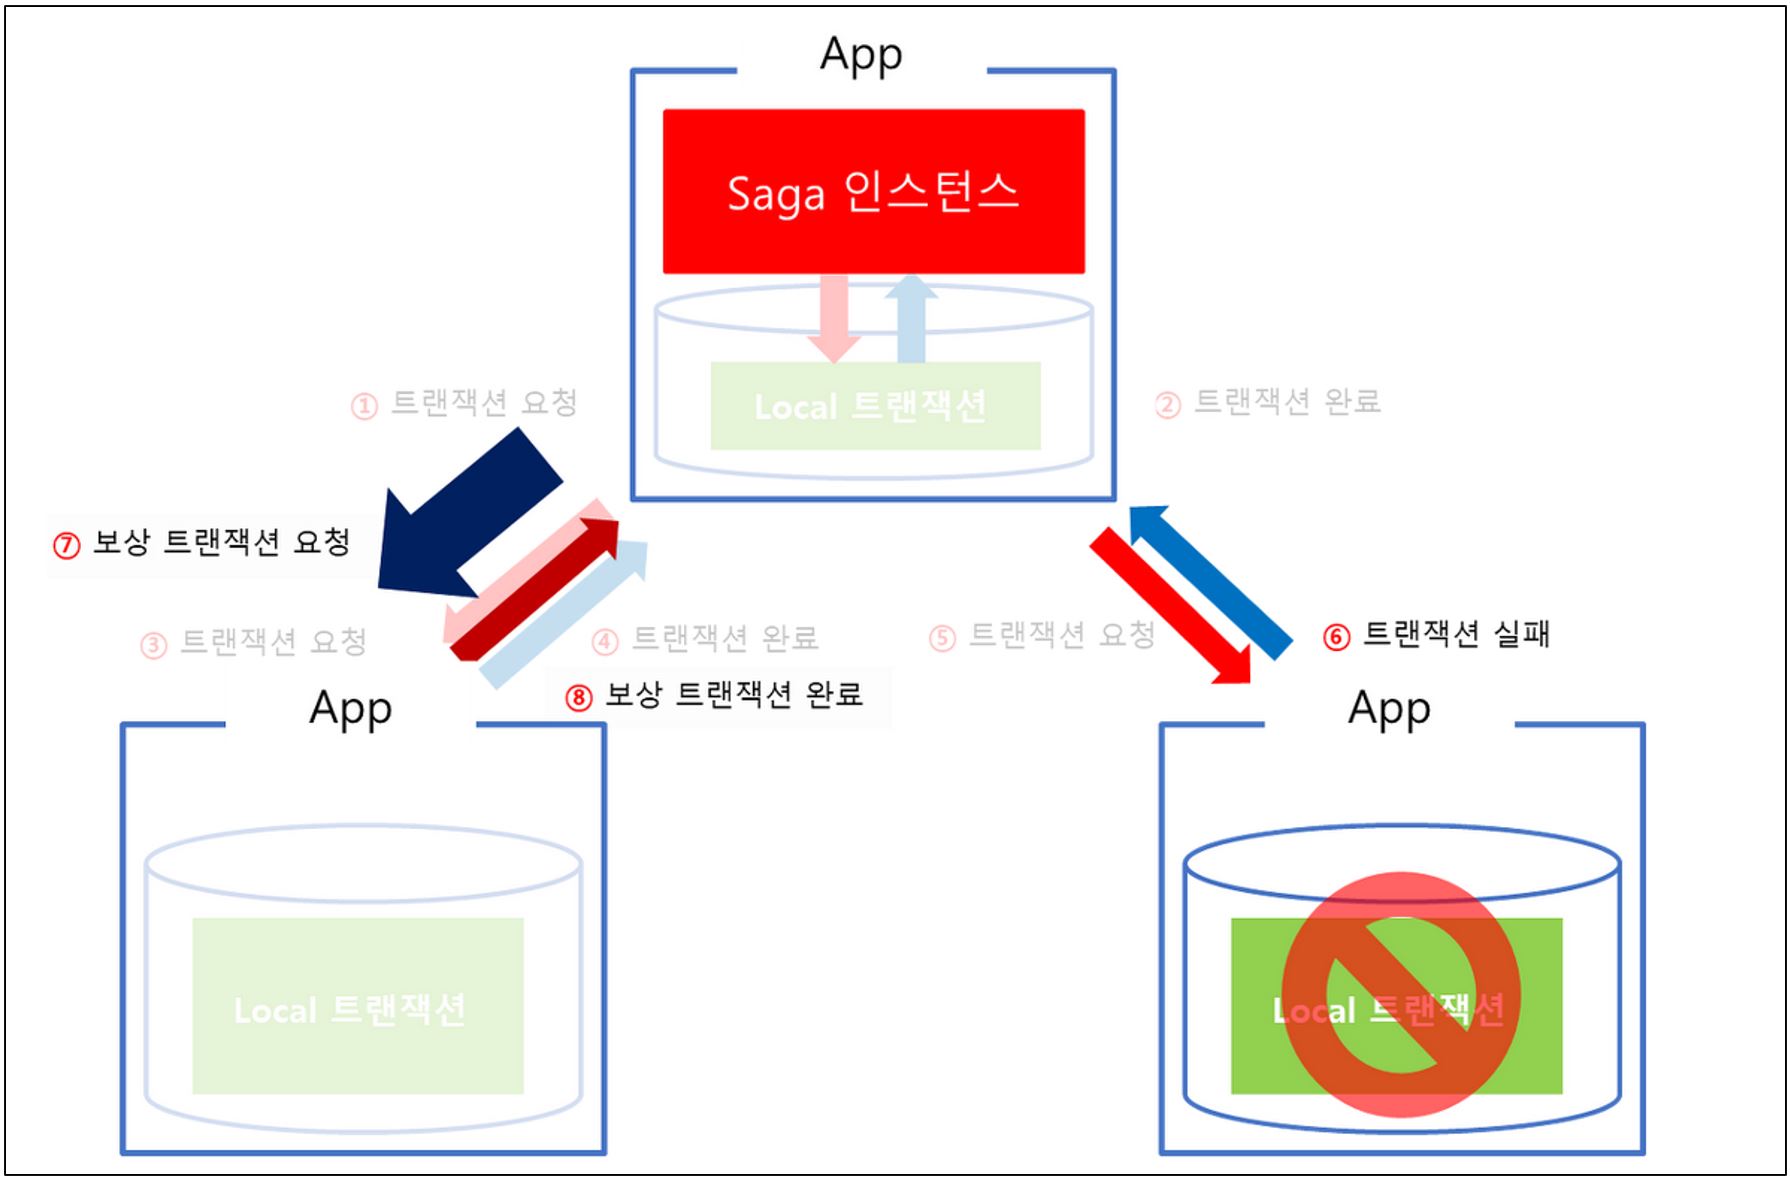 App
Saga 인스턴스
Local 트랜잭션
① 트랜잭션 요청
② 트랜잭션 완료
⑦ 보상 트랜잭션 요청
③ 트랜잭션 요청
④ 트랜잭션 완료
⑤ 트랜잭션 요청
⑥ 트랜잭션 실패
⑧ 보상 트랜잭션 완료
App
App
Local 트랜잭션
Local 트랜잭션